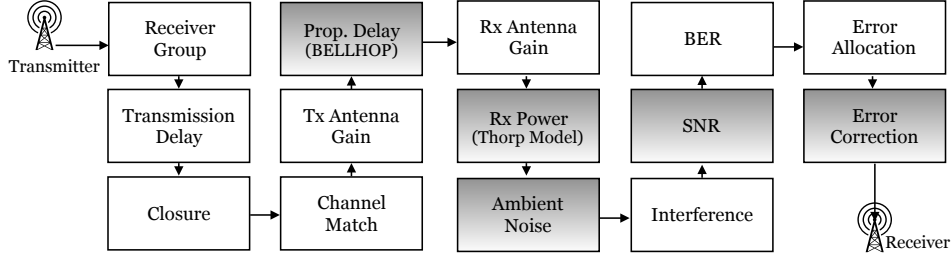 Transmitter
Receiver
Group
Transmission
Delay
Closure
Channel
Match
Tx Antenna
Gain
Prop. Delay
(BELLHOP)
Rx Antenna
Gain
Rx Power
(Thorp Model)
Ambient
Noise
Interference
SNR
BER
Error
Allocation
Error
Correction
Receiver